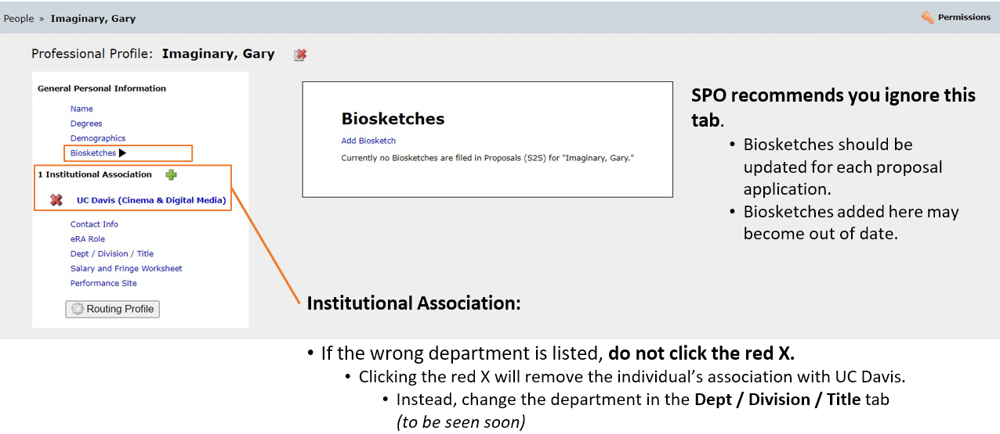 People » Imaginary, Gary
Permissions
Professional Profile: Imaginary, Gary
General Personal Information
Name
Degrees
Demographics
Biosketches
1 Institutional Association
UC Davis (Cinema & Digital Media)
Contact Info
eRA Role
Dept / Division / Title
Salary and Fringe Worksheet
Performance Site
Routing Profile
Biosketches
Add Biosketch
Currently no Biosketches are filed in Proposals (S2S) for "Imaginary, Gary."
SPO recommends you ignore this
tab.
• Biosketches should be
updated for each proposal
application.
• Biosketches added here may
become out of date.
Institutional Association:
• If the wrong department is listed, do not click the red X.
• Clicking the red X will remove the individual’s association with UC Davis.
• Instead, change the department in the Dept / Division / Title tab
(to be seen soon)